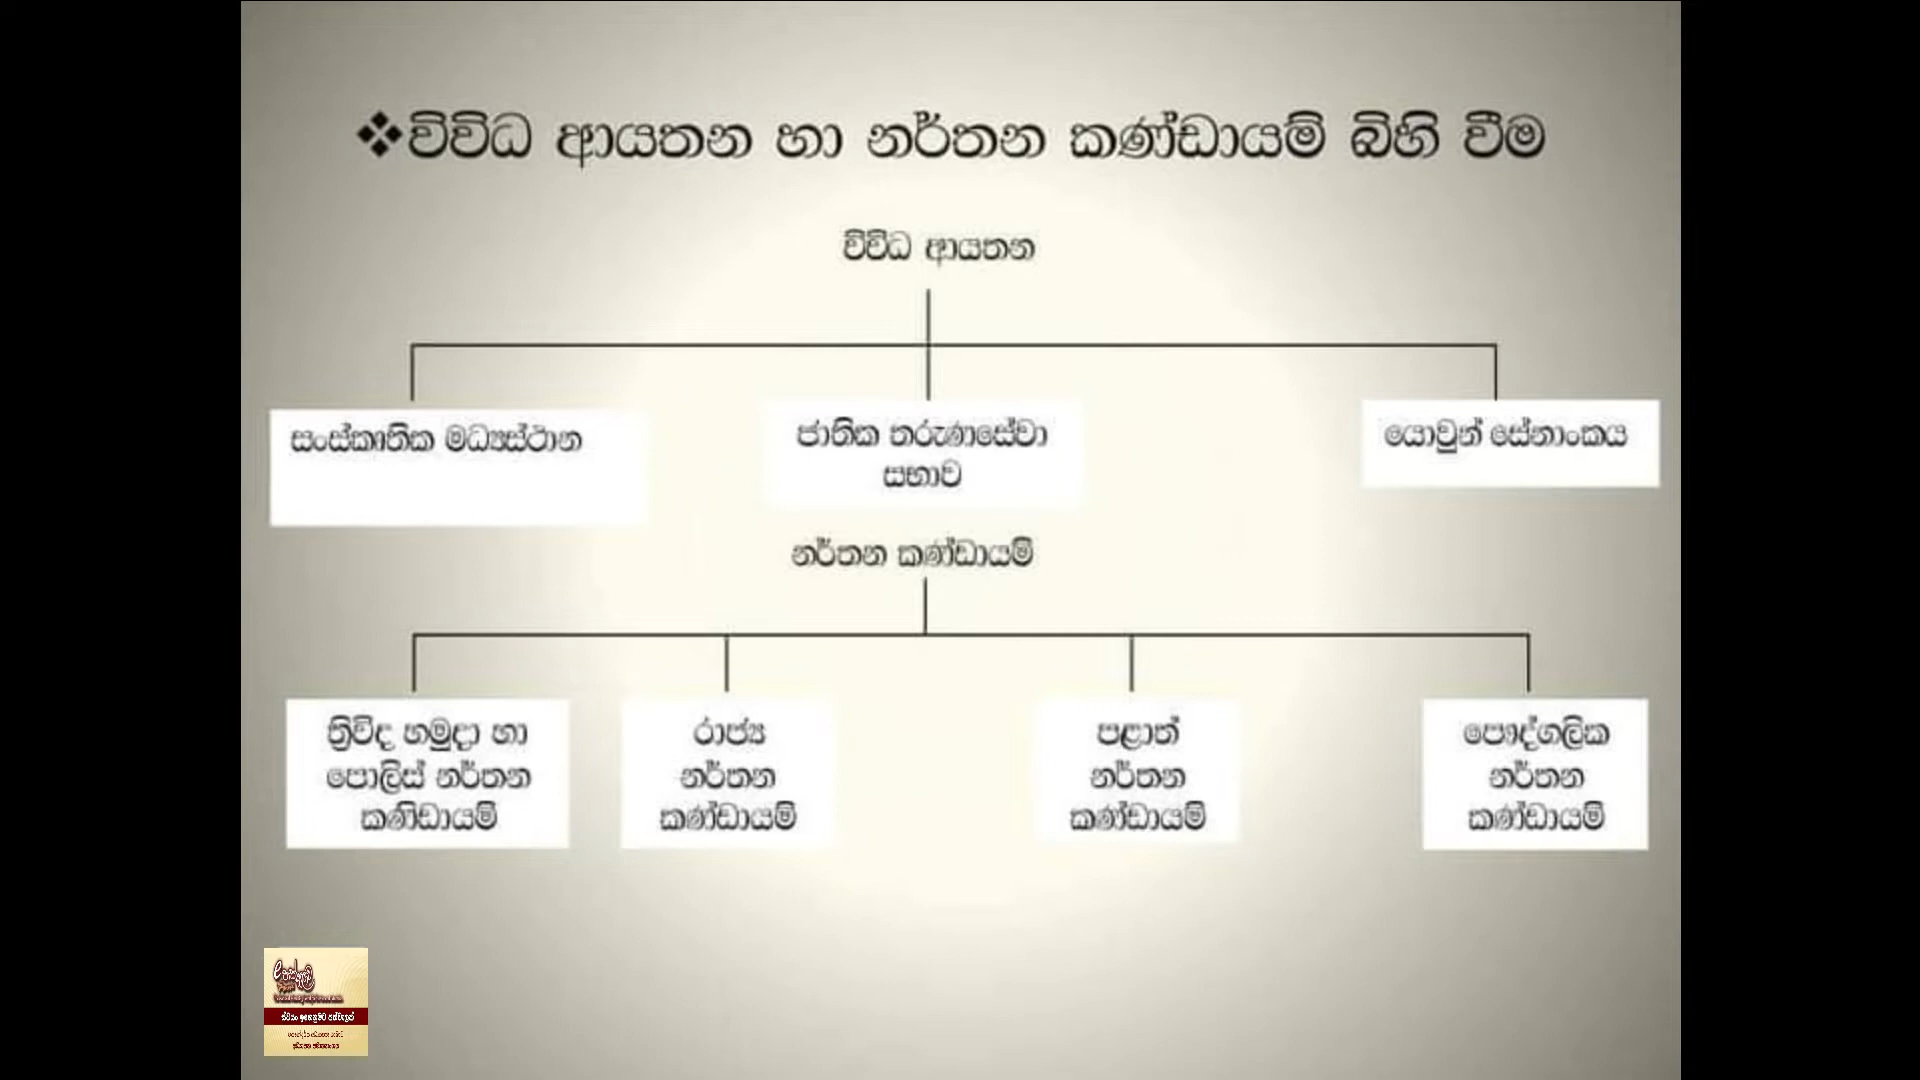 ❖විවිධ ආයතන හා නර්තන කණ්ඩායම් බිහි වීම
විවිධ ආයතන
සංස්කෘතික මධ්‍යස්ථාන
ජාතික තරුණසේවා
සභාව
යොවුන් සේනාංකය
නර්තන කණ්ඩායම්
ත්‍රිවිද හමුදා හා
පොලිස් නර්තන
කණිඩායම්
රාජ්‍ය
නර්තන
කණ්ඩායම්
පළාත්
නර්තන
කණ්ඩායම්
පෞද්ගලික
නර්තන
කණ්ඩායම්